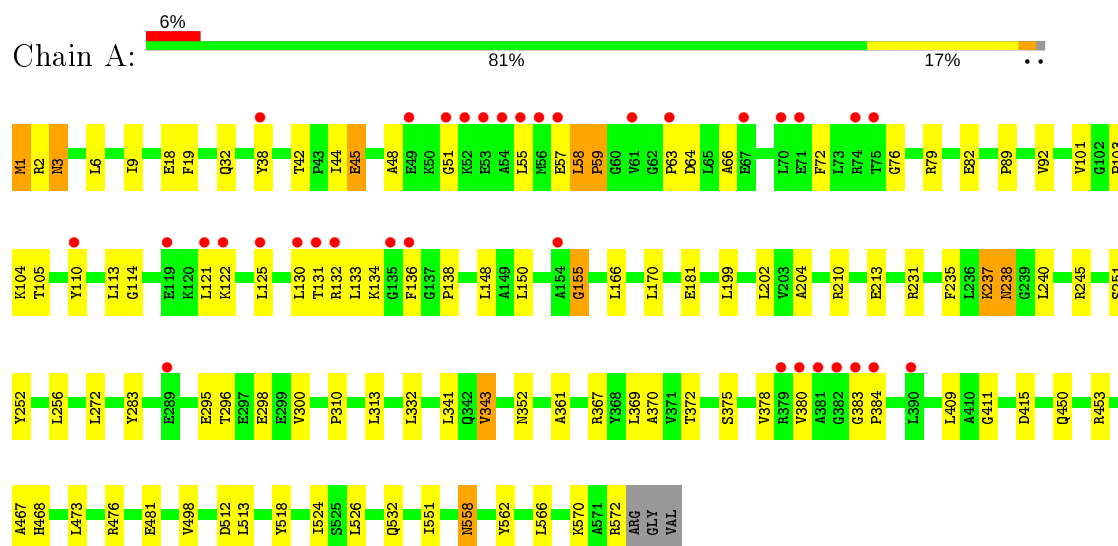 6%
Chain A:
81% 17% • •
M1 R2 N3 L6 I9 E18 F19 Q32 Y38 T42 P43 I44 E45 A48 E49 K50 G51 K52 E53 A54 L55 M56 E57 L58 P59 G60 V61 G62 P63 D64 L65 A66 E67 L70 E71 F72 L73 R74 T75 G76 R79 E82 P89 V92 V101 G102 P103
K104 T105 Y110 L113 G114 E119 K120 L121 K122 L125 L130 T131 R132 L133 K134 G135 F136 G137 P138 L148 A149 L150 A154 G155 L166 L170 E181 L199 L202 V203 A204 R210 E213 R231 F235 L236 K237 N238 G239 L240 R245 S251
Y252 L256 L272 Y283 E289 E295 T296 E297 E298 E299 V300 P310 L313 L332 L341 Q342 V343 N352 A361 R367 Y368 L369 A370 V371 T372 S375 V378 R379 V380 A381 G382 G383 P384 L390 L409 A410 G411 D415 Q450 R453
A467 H468 L473 R476 E481 V498 D512 L513 Y518 I524 S525 L526 Q532 I551 N558 Y562 L566 K570 A571 R572 ARG GLY VAL